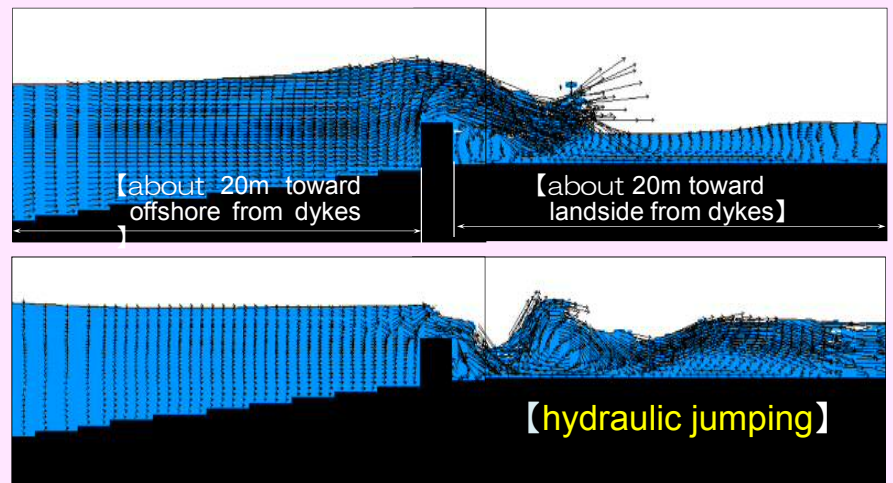 【about 20m toward
offshore from dykes
】
【about 20m toward
landside from dykes】
【hydraulic jumping】